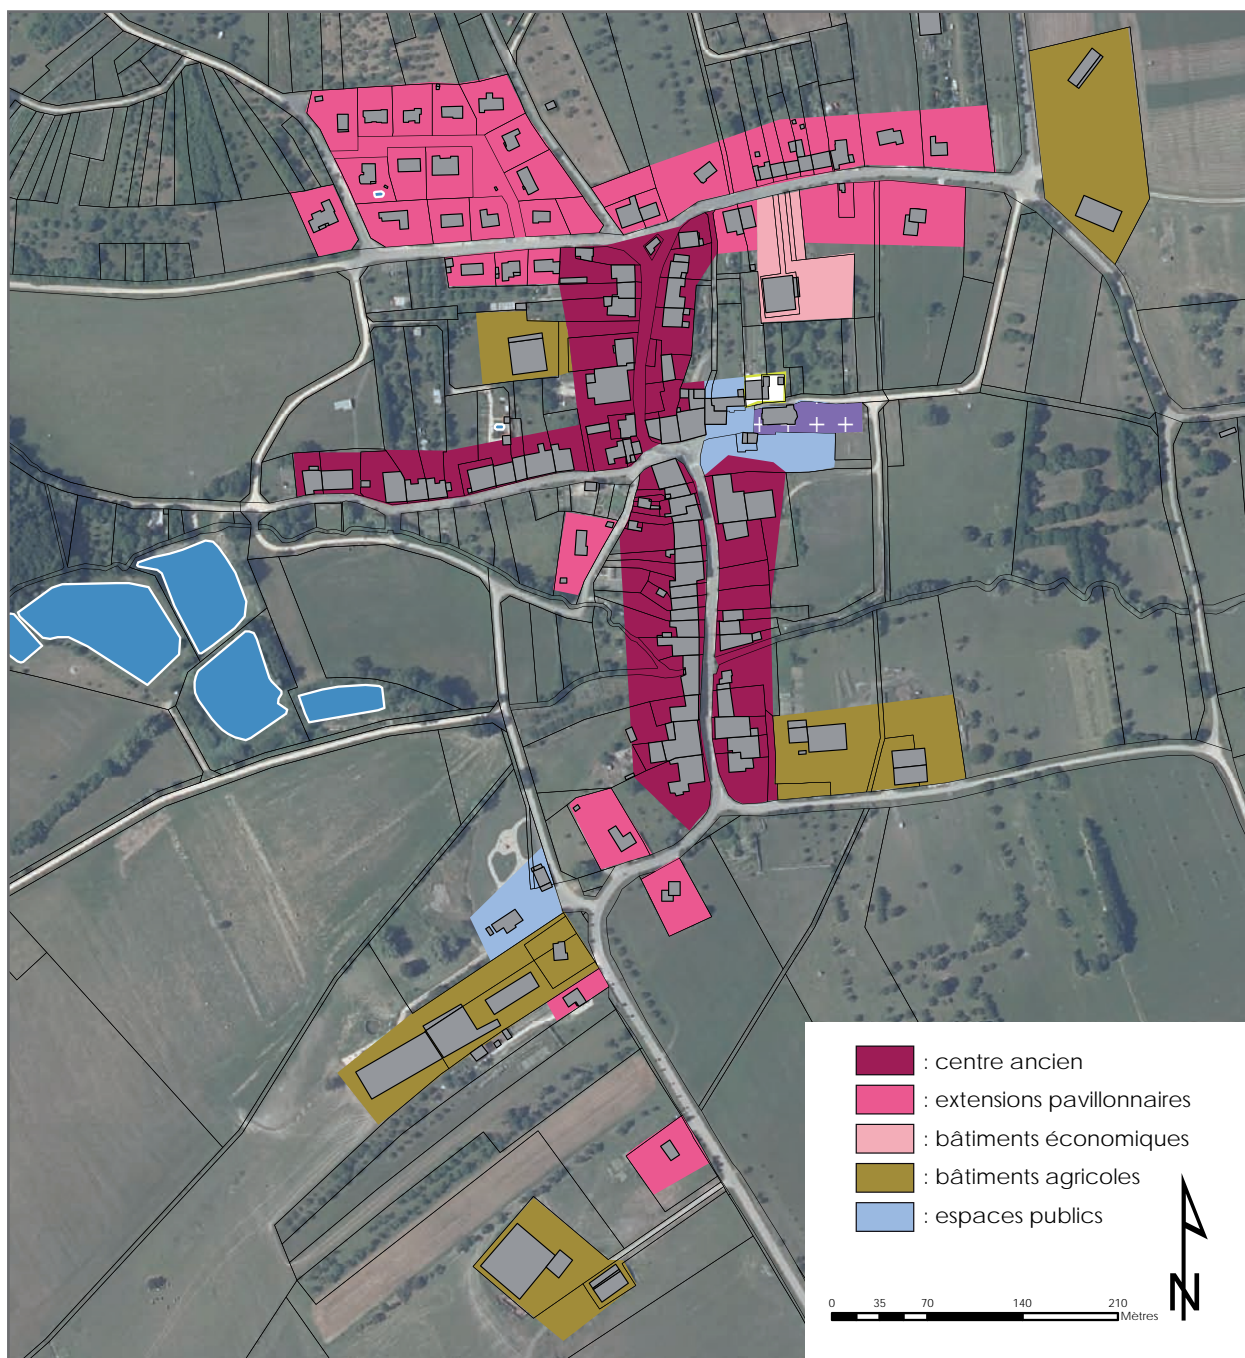 : centre ancien
: extensions pavillonnaires
: bâtiments économiques
: bâtiments agricoles
: espaces publics
N
0 35 70 140 210
Mètres